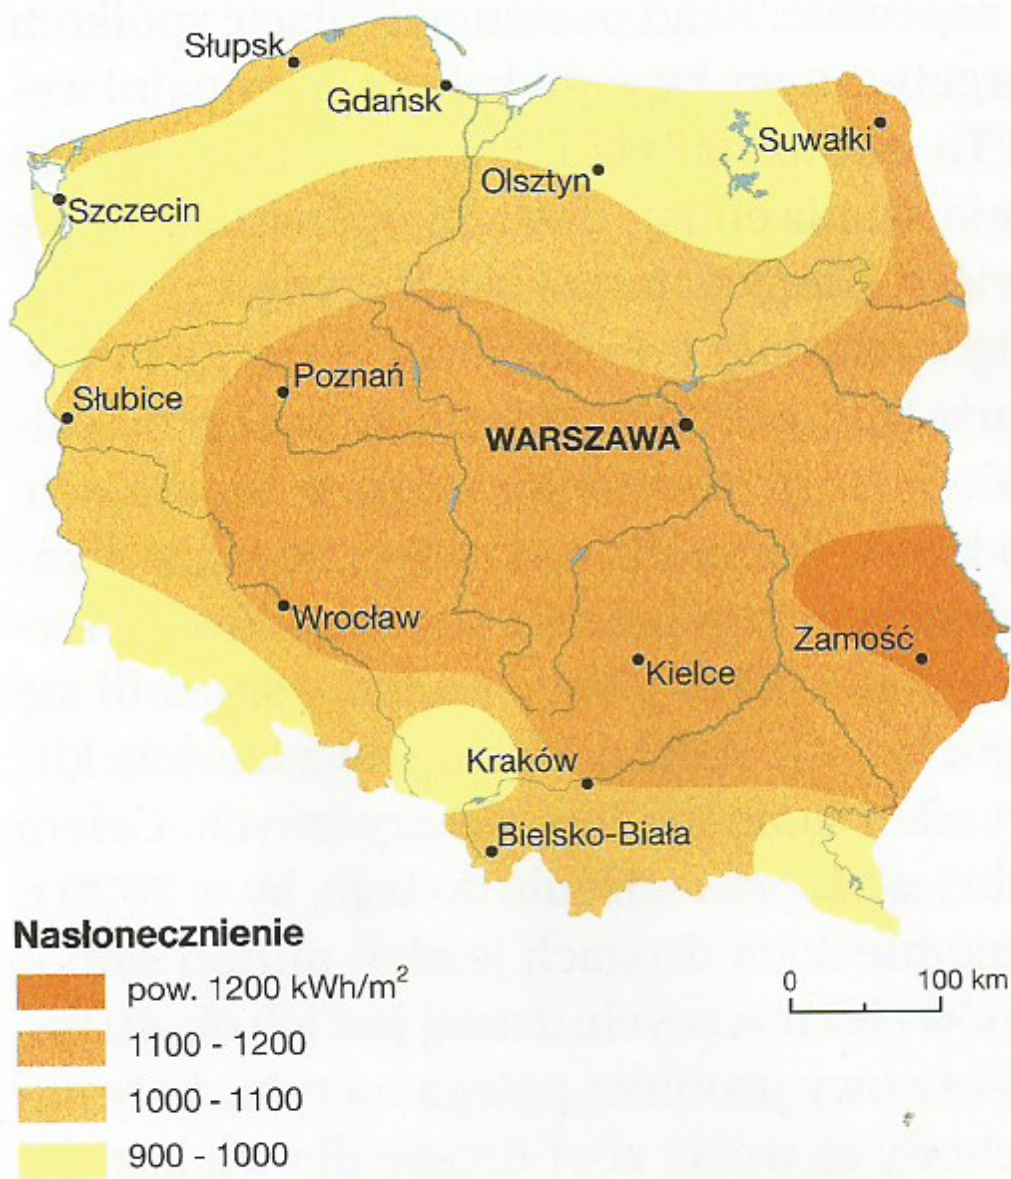 Słupsk
Gdańsk
Suwałki
Olsztyn
Szczecin
Poznań
Słubice
WARSZAWA
Wrocław
Zamość
Kielce
Kraków
Bielsko-Biała
Nasłonecznienie
0 100 km
pow. 1200 kWh/m²
1100 - 1200
1000 - 1100
900 - 1000